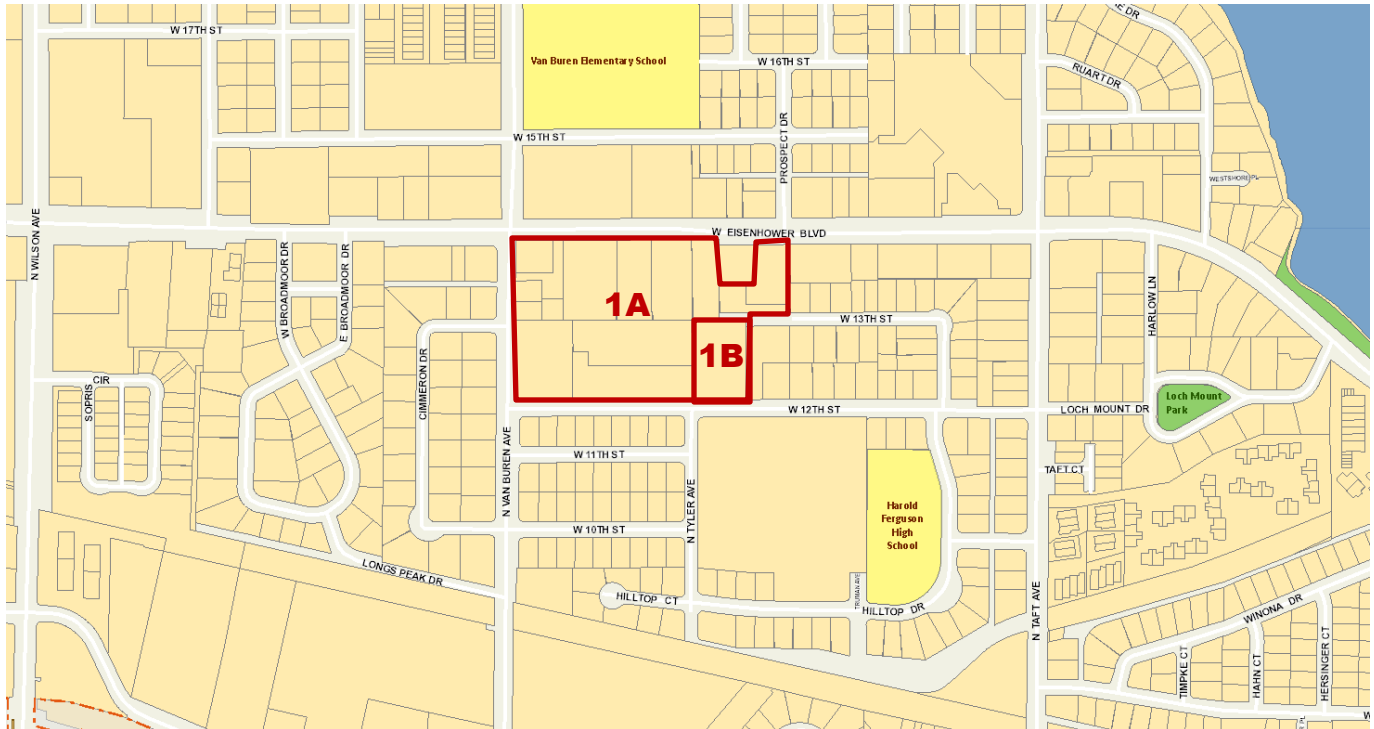 KE DR
W 17TH ST
Van Buren Elementary School
W 16TH ST
RUART DR
W 15TH ST
PROSPECT DR
WESTSHORE PL
N WILSON AVE
W BROADMOOR DR
E BROADMOOR DR
W EISENHOWER BLVD
1A
W 13TH ST
HARLOW LN
1B
CIMMERON DR
SOPRIS
CIR
W 12TH ST
LOCH MOUNT DR
Loch Mount
Park
N VAN BUREN AVE
W 11TH ST
TAFT CT
N TYLER AVE
W 10TH ST
Harold
Ferguson
High
School
LONGS PEAK DR
HILLTOP CT
TRUMAN AVE
HILLTOP DR
N TAFT AVE
WINONA DR
TIMPKE CT
HAHN CT
HERSINGER CT
PL
W